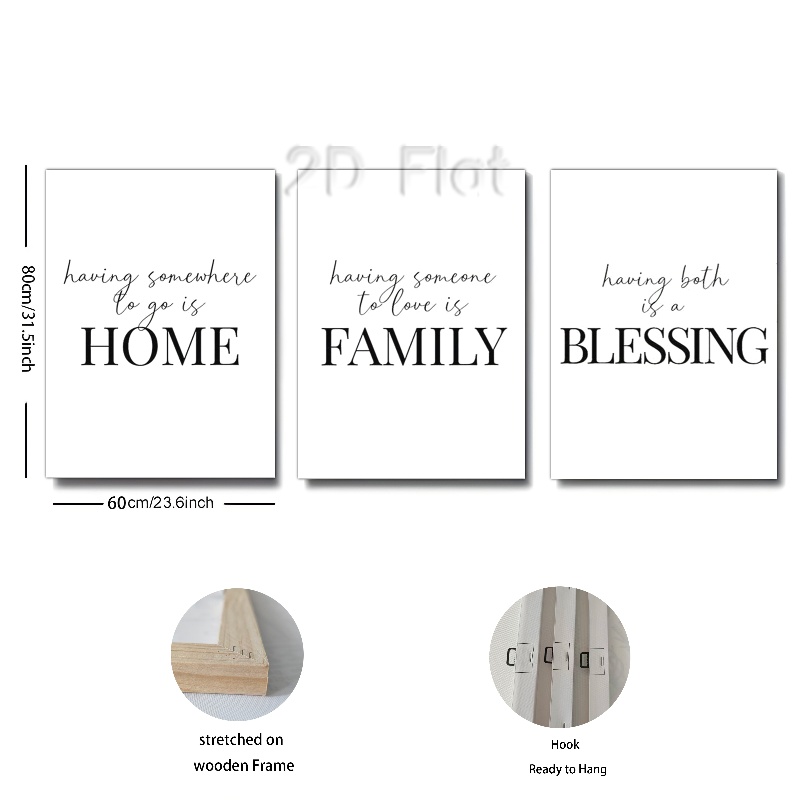 2D Flat
80cm/31.5inch
having somewhere
to go is
HOME
having someone
to love is
FAMILY
having both
is a
BLESSING
60cm/23.6inch
stretched on
wooden Frame
Hook
Ready to Hang